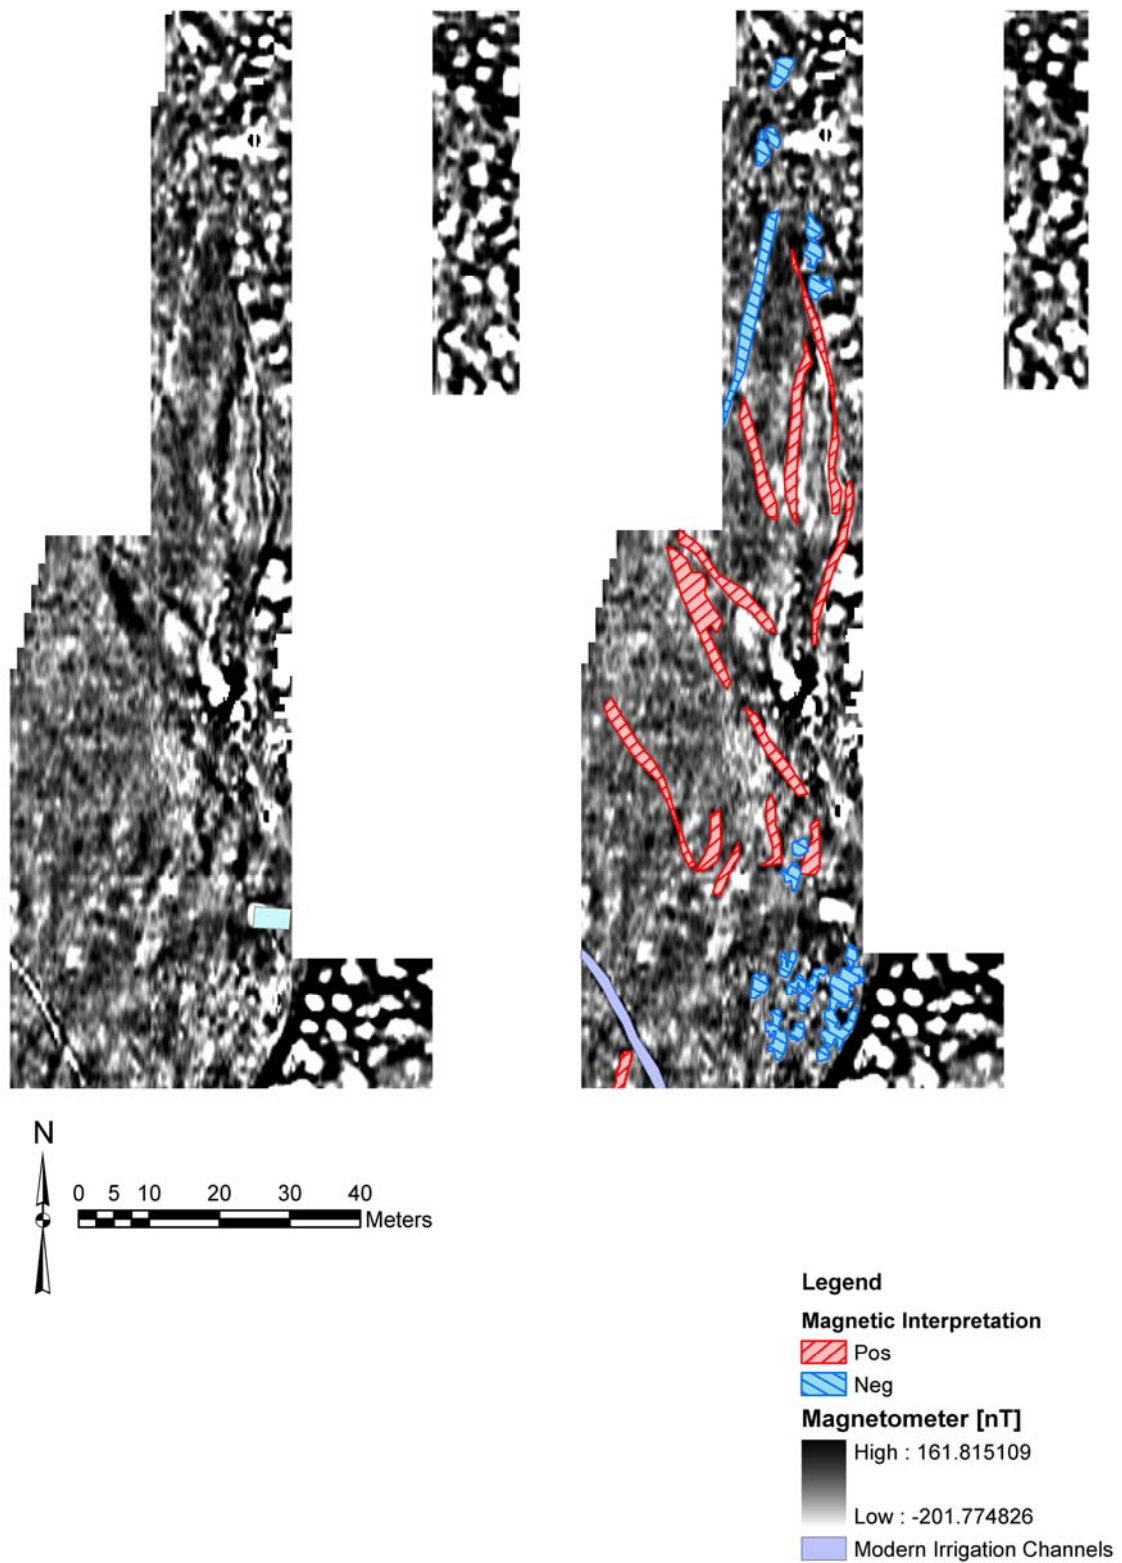 N
0 5 10 20 30 40
Meters
Legend
Magnetic Interpretation
Pos
Neg
Magnetometer [nT]
High : 161.815109
Low : -201.774826
Modern Irrigation Channels